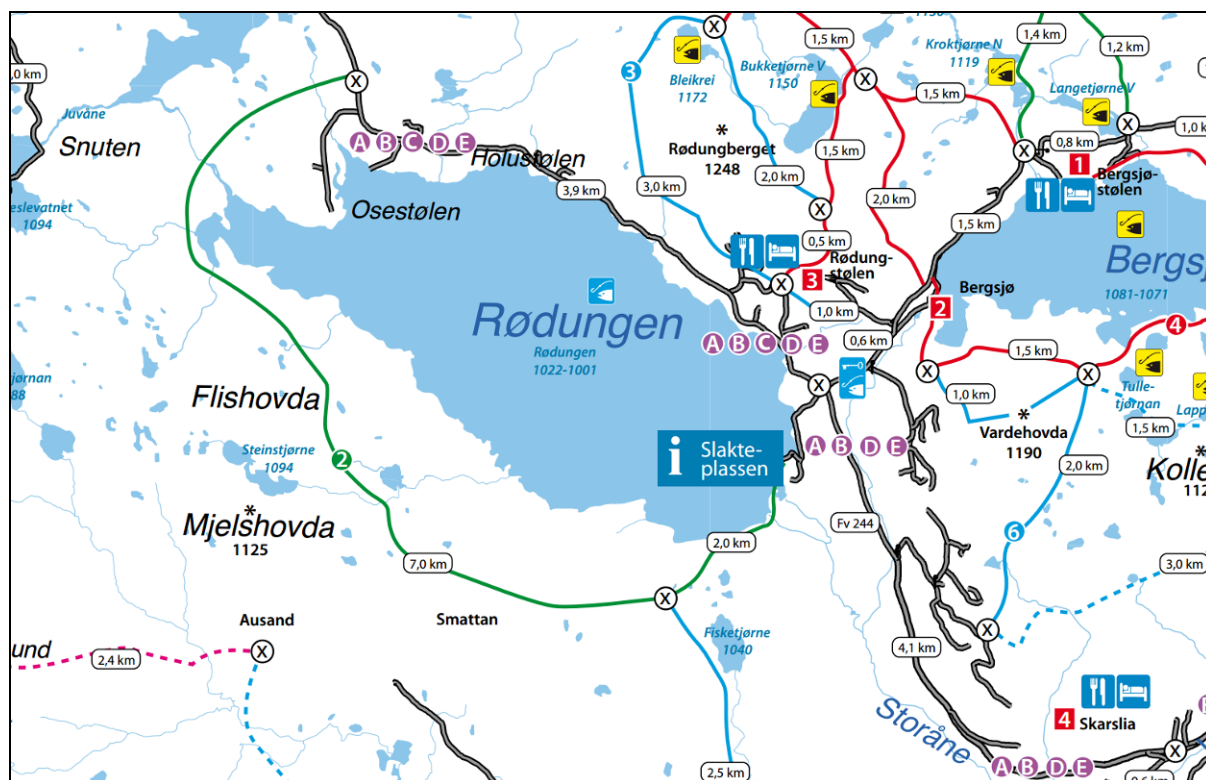 1,5 km
1,4 km
1,2 km
Kroktjørne N
1119
3
Bleikrei
1172
Bukketjørne V
1150
Langetjørne V
,0 km
Juvåne
Snuten
A B C D E
Holustølen
*
Rødungberget
1248
1,5 km
1,5 km
0,8 km
1,0 k
1
Bergsjø-
stølen
eslevatnet
1094
Osestølen
3,9 km
3,0 km
2,0 km
2,0 km
1,5 km
0,5 km
Rødung-
stølen
3
Bergsj
1081-1071
Rødungen
Rødungen
1022-1001
1,0 km
Bergsjø
2
4
A B C D E
0,6 km
1,5 km
jørnan
88
Flishovda
1,0 km
*
Vardehovda
1190
Tulle-
tjørnan
Lapp
1,5 km
Steinstjørne
1094
2
i
Slakte-
plassen
A B D E
2,0 km
*
Kolle
112
*
Mjelshovda
1125
Fv 244
6
7,0 km
2,0 km
3,0 km
Ausand
Smattan
Fisketjørne
1040
und
2,4 km
4,1 km
Storåne
4
Skarslia
2,5 km
A B D E
0,6 km